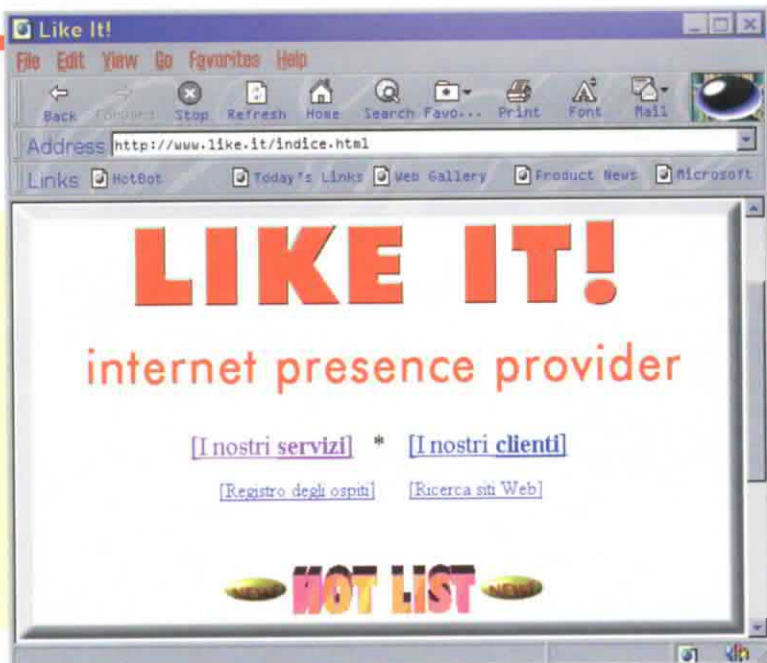 Like It!
File Edit View Go Favorites Help
Back Forward Stop Refresh Home Search Favo... Print Font Mail
Address http://www.like.it/indice.html
Links HotBot Today's Links Web Gallery Product News Microsoft
LIKE IT!
internet presence provider
[I nostri servizi] * [I nostri clienti]
[Registro degli ospiti] [Ricerca siti Web]
NEW! HOT LIST NEW!